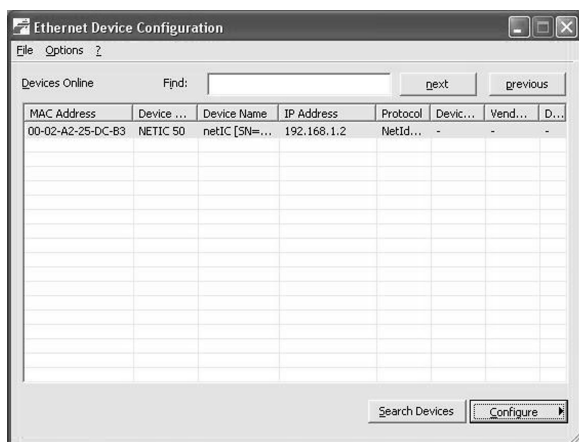 Ethernet Device Configuration
File Options ?
Devices Online Find: next previous
MAC Address Device ... Device Name IP Address Protocol Devic... Vend... D...
00-02-A2-25-DC-B3 NETIC 50 netIC [SN=... 192.168.1.2 NetId... - -
Search Devices Configure